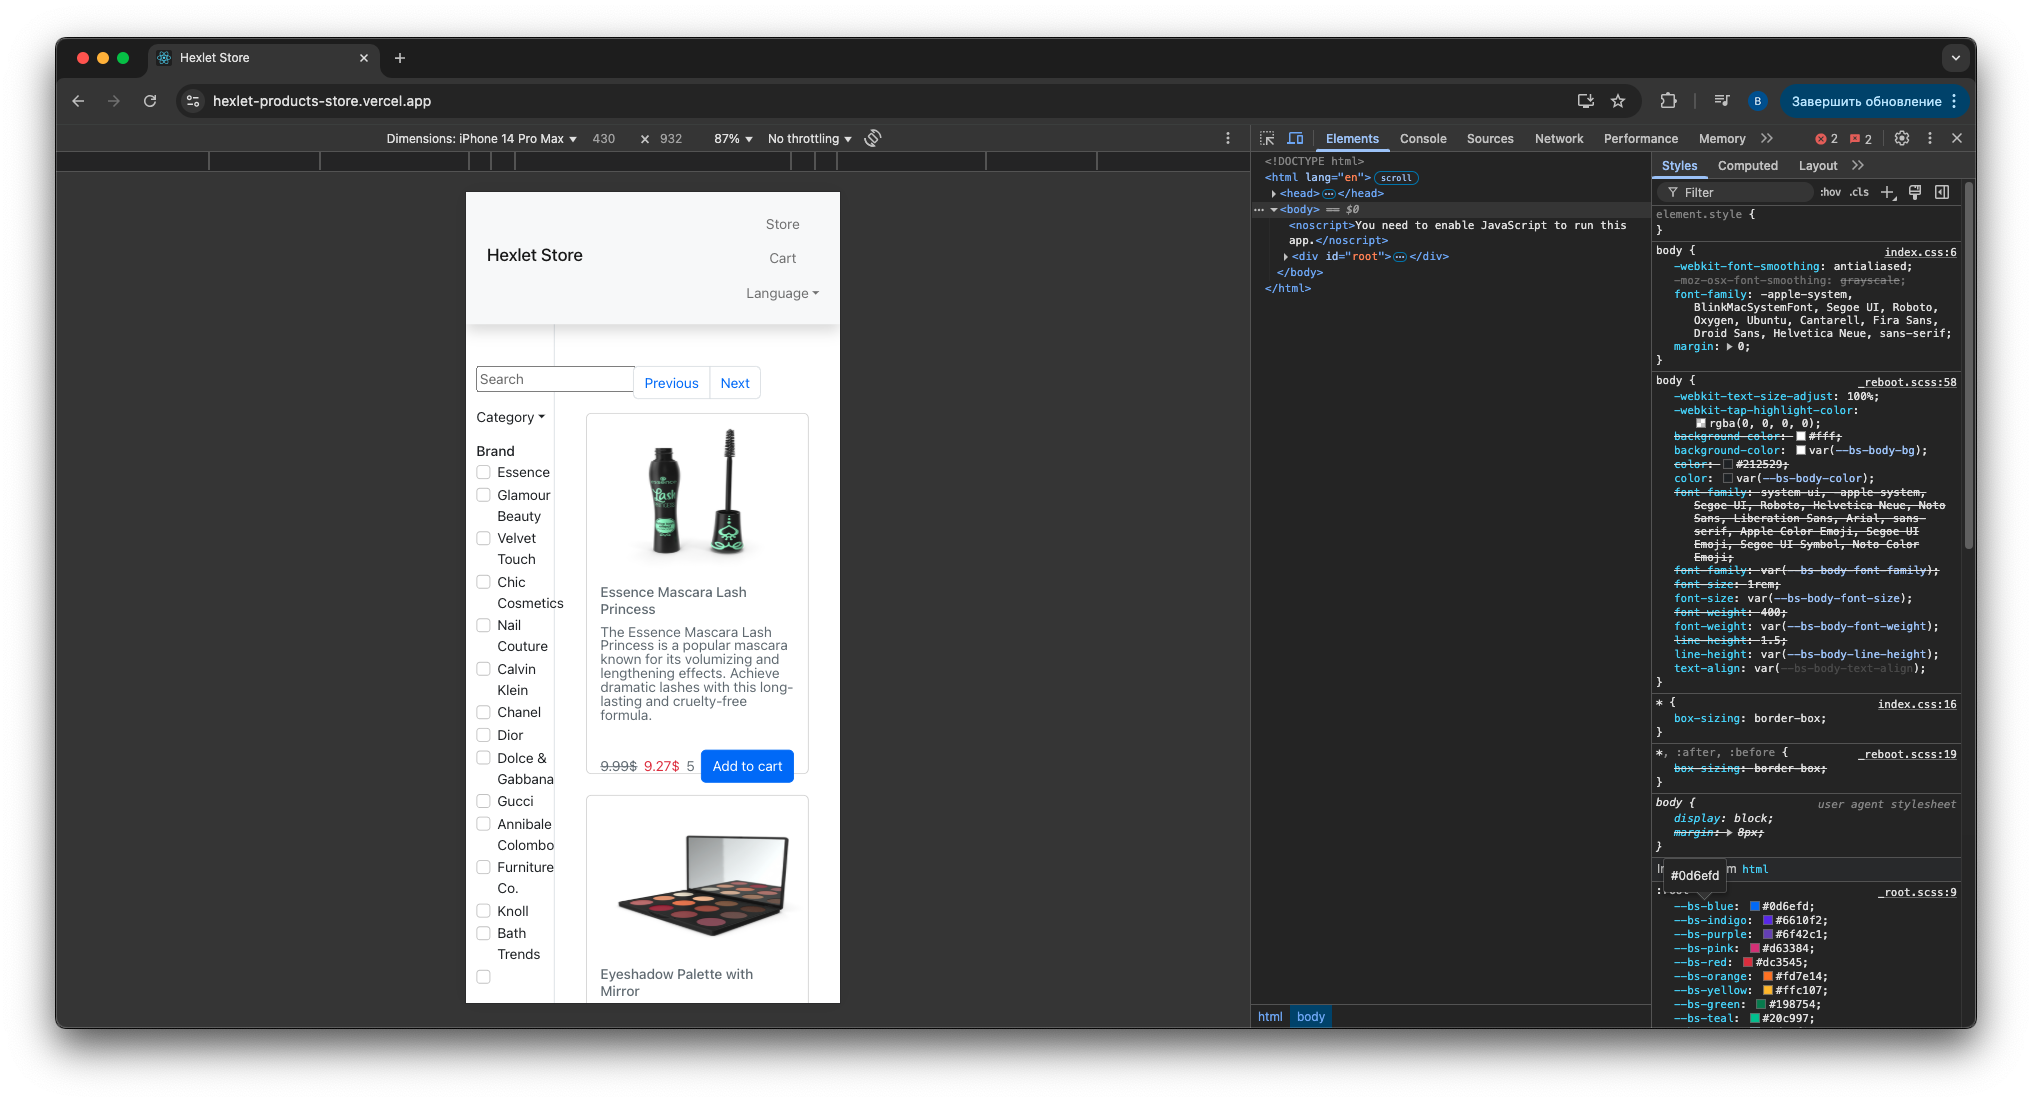 Hexlet Store
hexlet-products-store.vercel.app
B
Завершить обновление
Dimensions: iPhone 14 Pro Max 430 x 932 87% No throttling
Elements Console Sources Network Performance Memory 2 2
Store
Hexlet Store
Cart
Language
Search
Previous Next
Category
Brand
Essence
Glamour
Beauty
Velvet
Touch
Chic
Cosmetics
Nail
Couture
Calvin
Klein
Chanel
Dior
Dolce &
Gabbana
Gucci
Annibale
Colombo
Furniture
Co.
Knoll
Bath
Trends
essence
Lash
Essence Mascara Lash
Princess
The Essence Mascara Lash
Princess is a popular mascara
known for its volumizing and
lengthening effects. Achieve
dramatic lashes with this long-
lasting and cruelty-free
formula.
9.99$ 9.27$ 5 Add to cart
Eyeshadow Palette with
Mirror
<!DOCTYPE html>
<html lang="en"> scroll
<head> </head>
<body> == $0
<noscript>You need to enable JavaScript to run this
app.</noscript>
<div id="root"> </div>
</body>
</html>
html body
Styles Computed Layout
Filter :hov .cls
element.style {
}
body { index.css:6
-webkit-font-smoothing: antialiased;
-moz-osx-font-smoothing: grayscale;
font-family: -apple-system,
BlinkMacSystemFont, Segoe UI, Roboto,
Oxygen, Ubuntu, Cantarell, Fira Sans,
Droid Sans, Helvetica Neue, sans-serif;
margin: 0;
}
body { _reboot.scss:58
-webkit-text-size-adjust: 100%;
-webkit-tap-highlight-color:
rgba(0, 0, 0, 0);
background-color: #fff;
background-color: var(--bs-body-bg);
color: #212529;
color: var(--bs-body-color);
font-family: system-ui, -apple-system,
Segoe UI, Roboto, Helvetica Neue, Noto
Sans, Liberation Sans, Arial, sans-
serif, Apple Color Emoji, Segoe UI
Emoji, Segoe UI Symbol, Noto Color
Emoji;
font-family: var(--bs-body-font-family);
font-size: 1rem;
font-size: var(--bs-body-font-size);
font-weight: 400;
font-weight: var(--bs-body-font-weight);
line-height: 1.5;
line-height: var(--bs-body-line-height);
text-align: var(--bs-body-text-align);
}
* { index.css:16
box-sizing: border-box;
}
*, :after, :before { _reboot.scss:19
box-sizing: border-box;
}
body { user agent stylesheet
display: block;
margin: 8px;
}
html
#0d6efd
_root.scss:9
--bs-blue: #0d6efd;
--bs-indigo: #6610f2;
--bs-purple: #6f42c1;
--bs-pink: #d63384;
--bs-red: #dc3545;
--bs-orange: #fd7e14;
--bs-yellow: #ffc107;
--bs-green: #198754;
--bs-teal: #20c997;